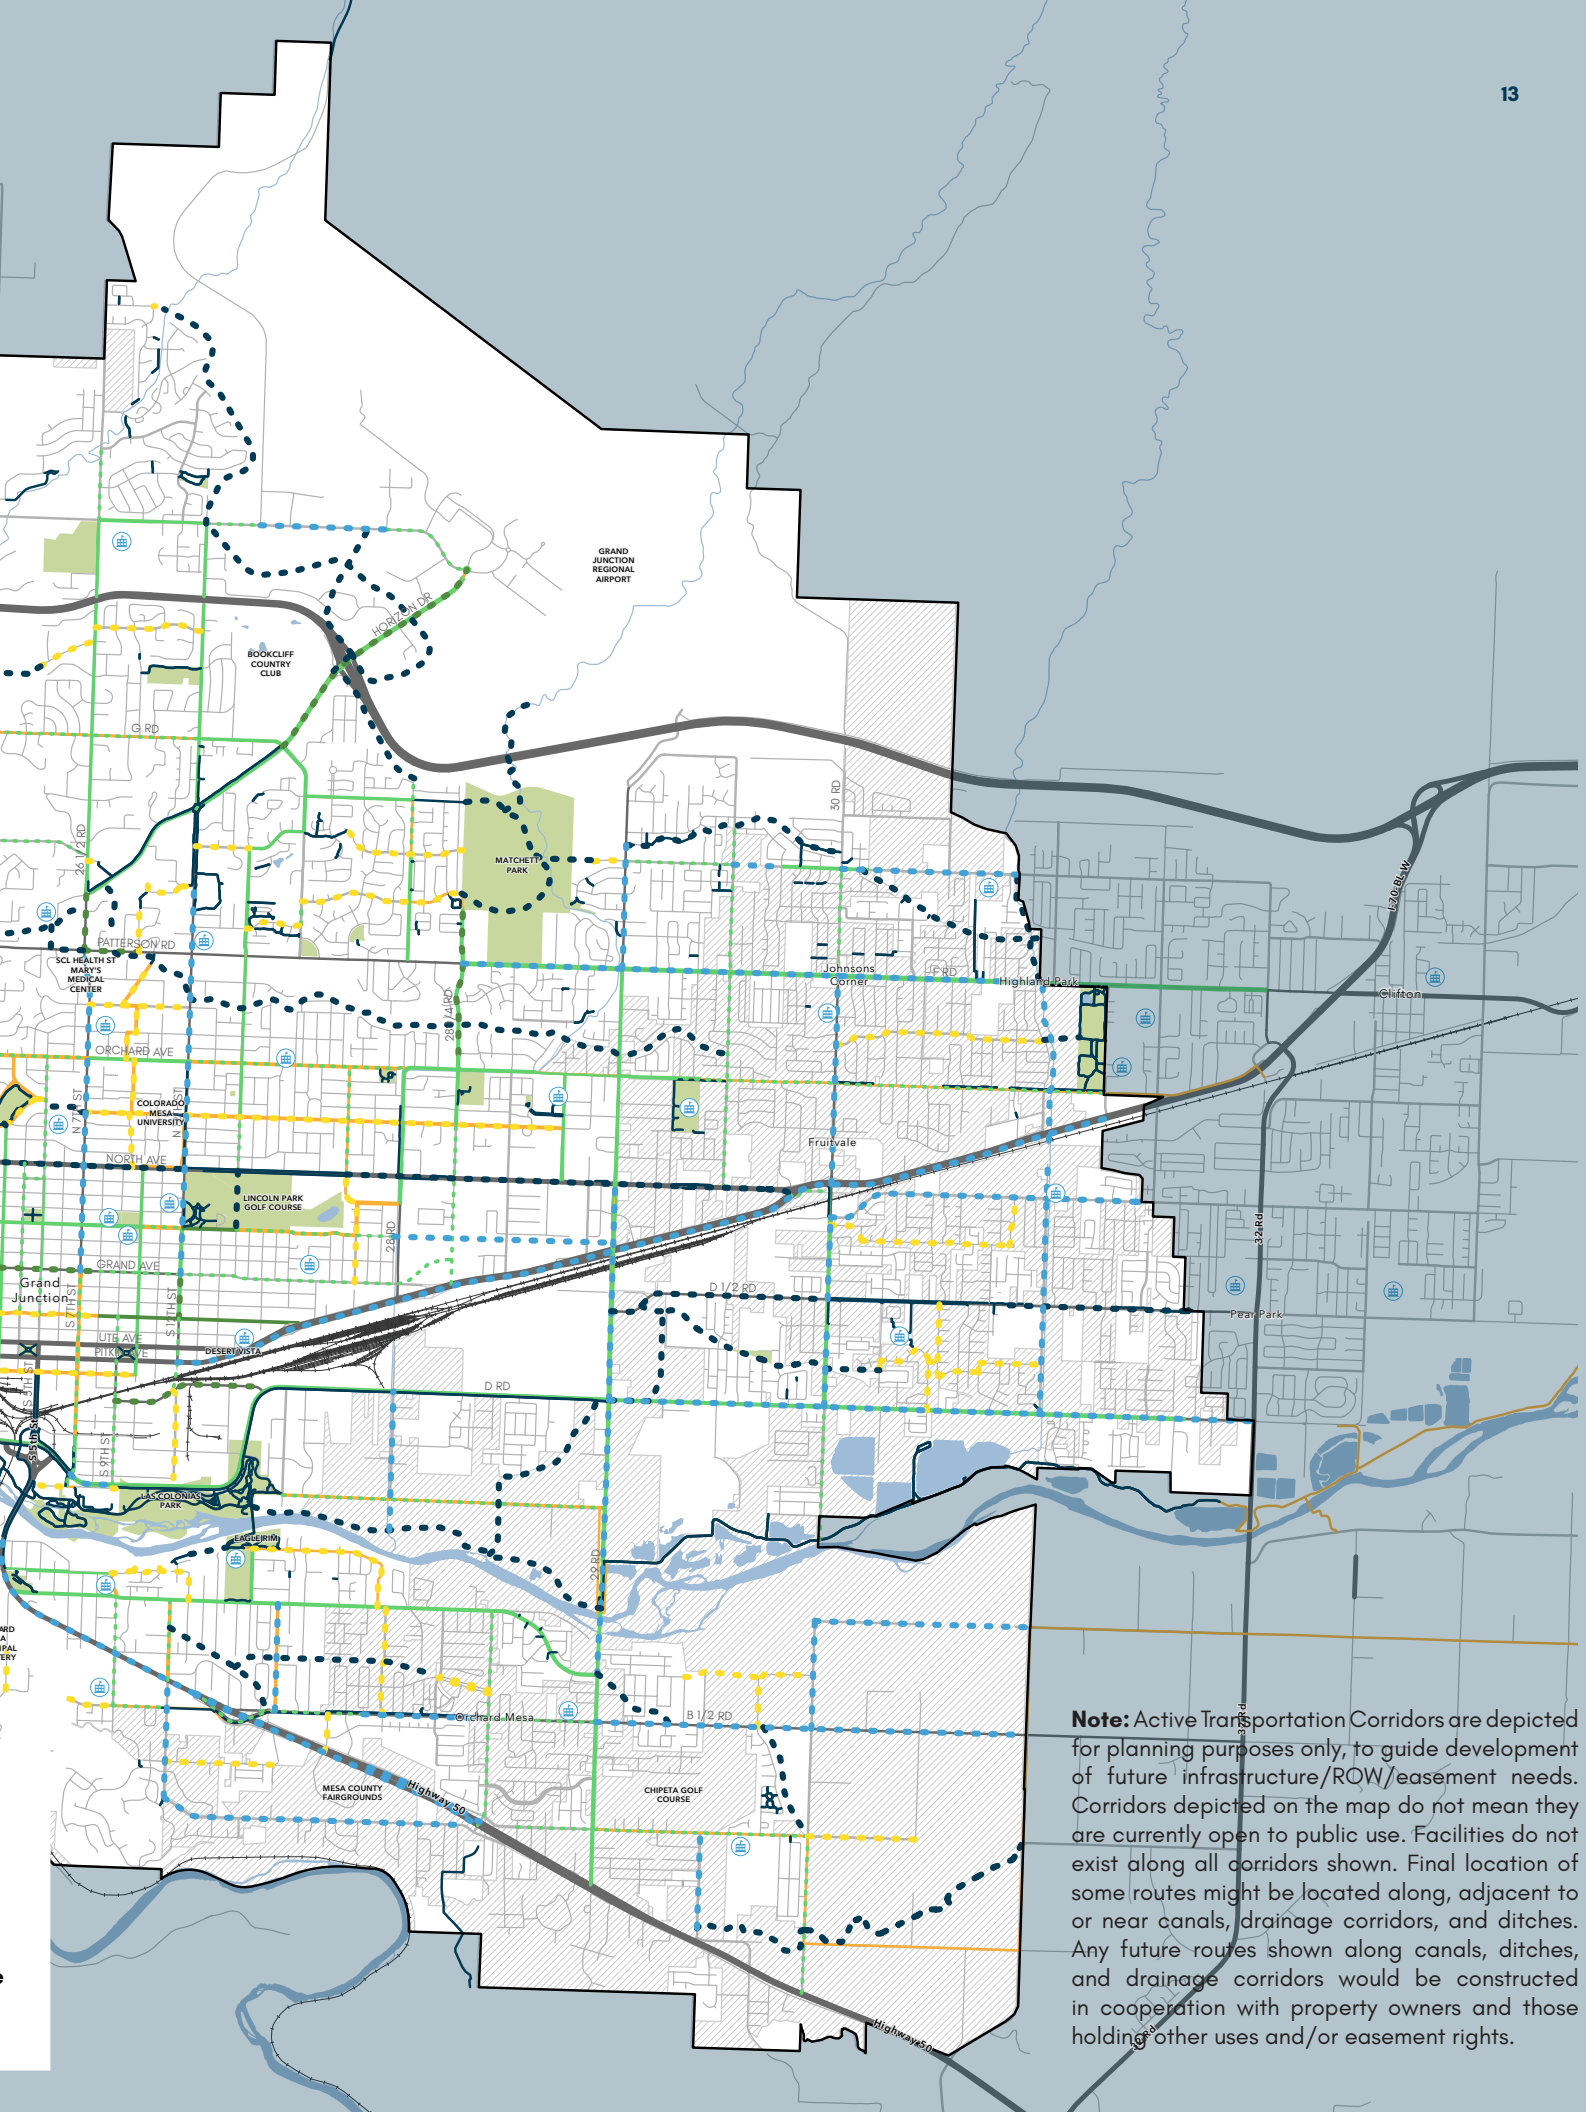 13
GRAND
JUNCTION
REGIONAL
AIRPORT
HORIZON DR
BOOKCLIFF
COUNTRY
CLUB
G RD
30 RD
26 1/2 RD
MATCHETT
PARK
I-70 BL W
PATTERSON RD
SCL HEALTH ST
MARY'S
MEDICAL
CENTER
Johnsons
Corner
F RD
Highland Park
Clifton
28 1/4 RD
ORCHARD AVE
N 7TH ST
COLORADO
MESA
UNIVERSITY
Fruitvale
NORTH AVE
LINCOLN PARK
GOLF COURSE
28 RD
32 Rd
GRAND AVE
Grand
Junction
D 1/2 RD
S 7TH ST
S 12TH ST
Pear Park
UTE AVE
PITKIN AVE
DESERT VISTA
S 5TH ST
D RD
S 5th St
S 9TH ST
LAS COLONIAS
PARK
EAGLE RIM
29 RD
Orchard Mesa
B 1/2 RD
32 Rd
MESA COUNTY
FAIRGROUNDS
Highway 50
CHIPETA GOLF
COURSE
Highway 50
32 Rd
Note: Active Transportation Corridors are depicted
for planning purposes only, to guide development
of future infrastructure/ROW/easement needs.
Corridors depicted on the map do not mean they
are currently open to public use. Facilities do not
exist along all corridors shown. Final location of
some routes might be located along, adjacent to
or near canals, drainage corridors, and ditches.
Any future routes shown along canals, ditches,
and drainage corridors would be constructed
in cooperation with property owners and those
holding other uses and/or easement rights.